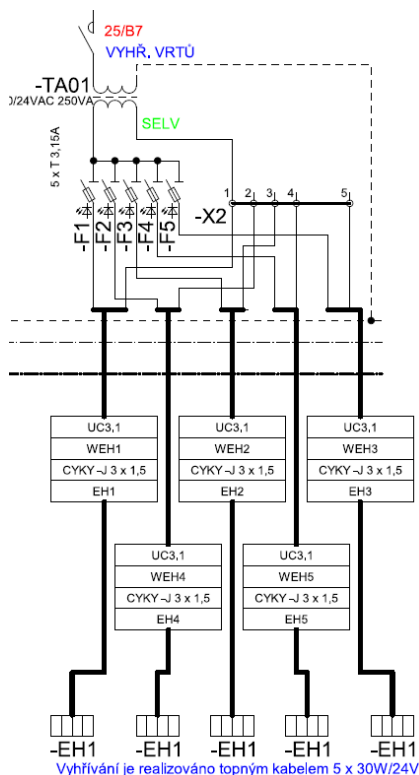 25/B7
VYHŘ. VRTŮ
-TA01
0/24VAC 250VA
SELV
5 x T 3,15A
1 2 3 4 5
-X2
-F1
-F2
-F3
-F4
-F5
UC3,1
WEH1
CYKY-J 3 x 1,5
EH1
UC3,1
WEH2
CYKY-J 3 x 1,5
EH2
UC3,1
WEH3
CYKY-J 3 x 1,5
EH3
UC3,1
WEH4
CYKY-J 3 x 1,5
EH4
UC3,1
WEH5
CYKY-J 3 x 1,5
EH5
-EH1 -EH1 -EH1 -EH1 -EH1
Vyhřívání je realizováno topným kabelem 5 x 30W/24V